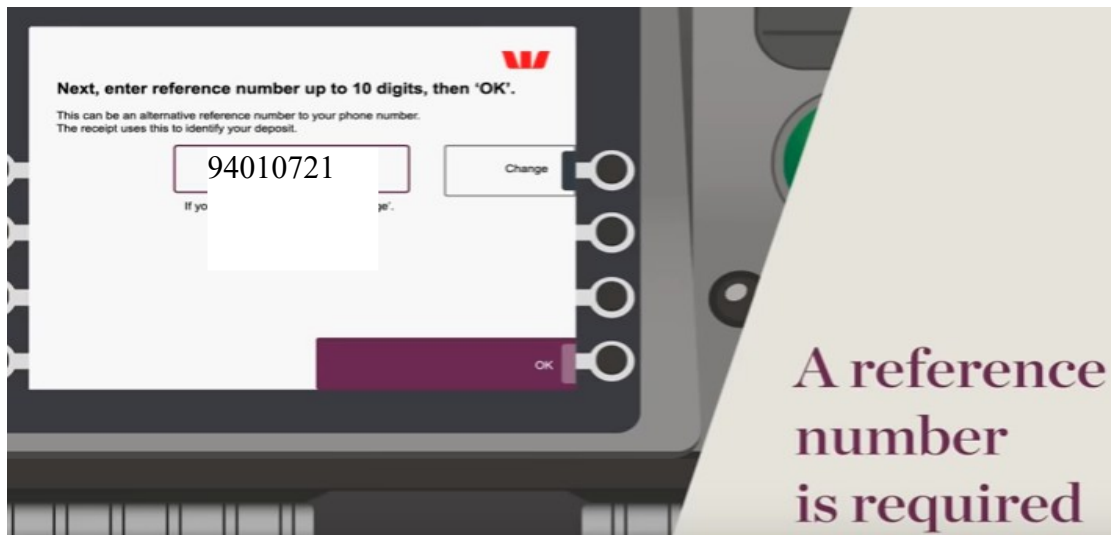 Next, enter reference number up to 10 digits, then ‘OK’.
This can be an alternative reference number to your phone number.
The receipt uses this to identify your deposit.
94010721
Change
If yo
ge’.
OK
A reference
number
is required